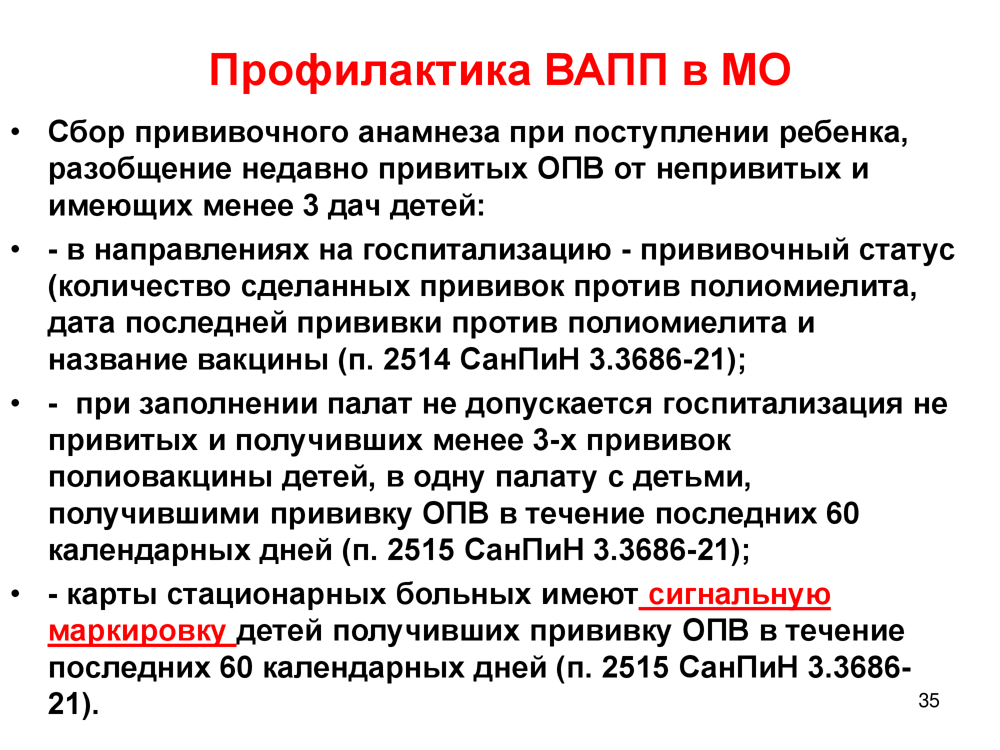 Профилактика ВАПП в МО
• Сбор прививочного анамнеза при поступлении ребенка,
разобщение недавно привитых ОПВ от непривитых и
имеющих менее 3 дач детей:
• - в направлениях на госпитализацию - прививочный статус
(количество сделанных прививок против полиомиелита,
дата последней прививки против полиомиелита и
название вакцины (п. 2514 СанПиН 3.3686-21);
• -  при заполнении палат не допускается госпитализация не
привитых и получивших менее 3-х прививок
полиовакцины детей, в одну палату с детьми,
получившими прививку ОПВ в течение последних 60
календарных дней (п. 2515 СанПиН 3.3686-21);
• - карты стационарных больных имеют сигнальную
маркировку детей получивших прививку ОПВ в течение
последних 60 календарных дней (п. 2515 СанПиН 3.3686-
21).
35